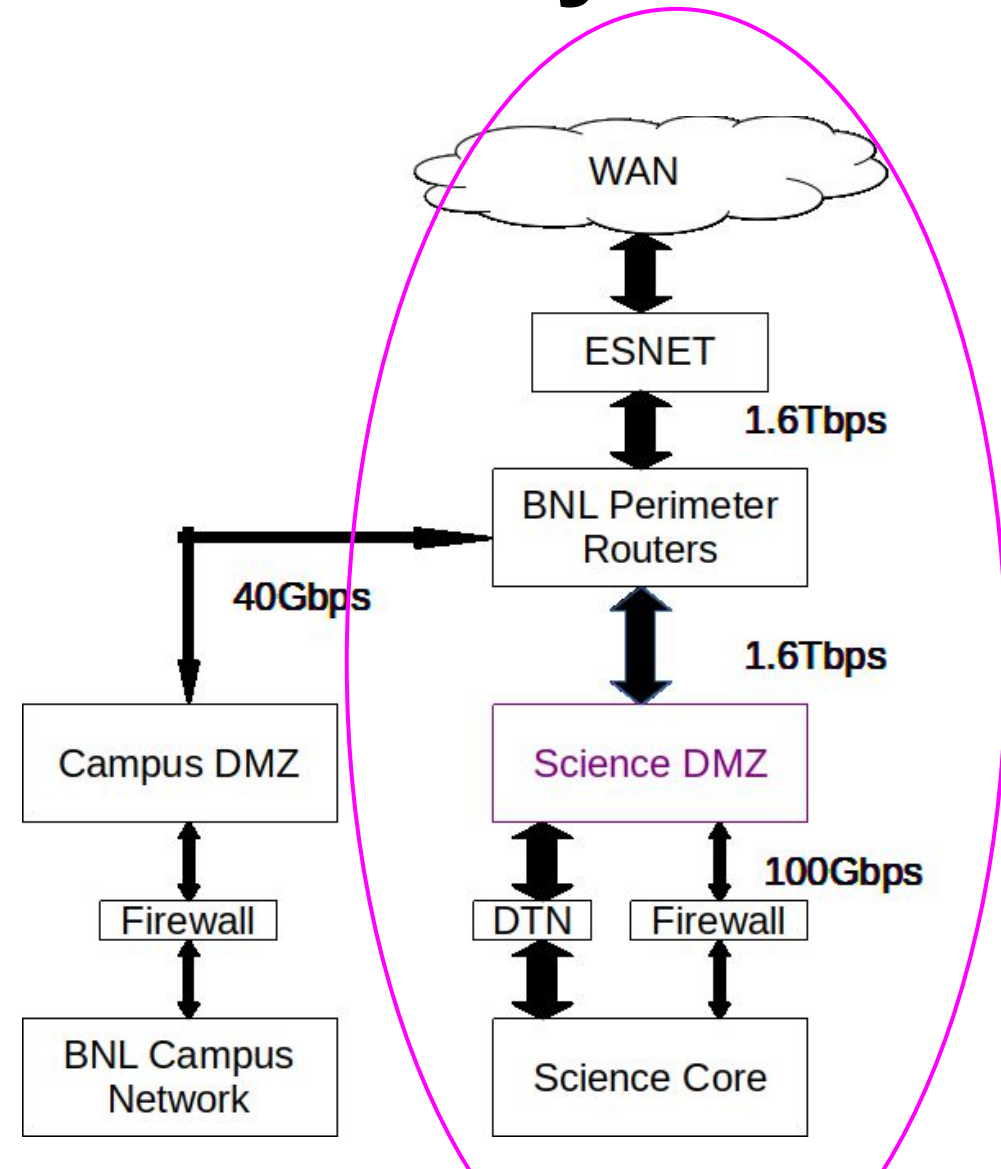 WAN
ESNET
1.6Tbps
BNL Perimeter
Routers
40Gbps
1.6Tbps
Campus DMZ
Science DMZ
100Gbps
Firewall
DTN
Firewall
BNL Campus
Network
Science Core